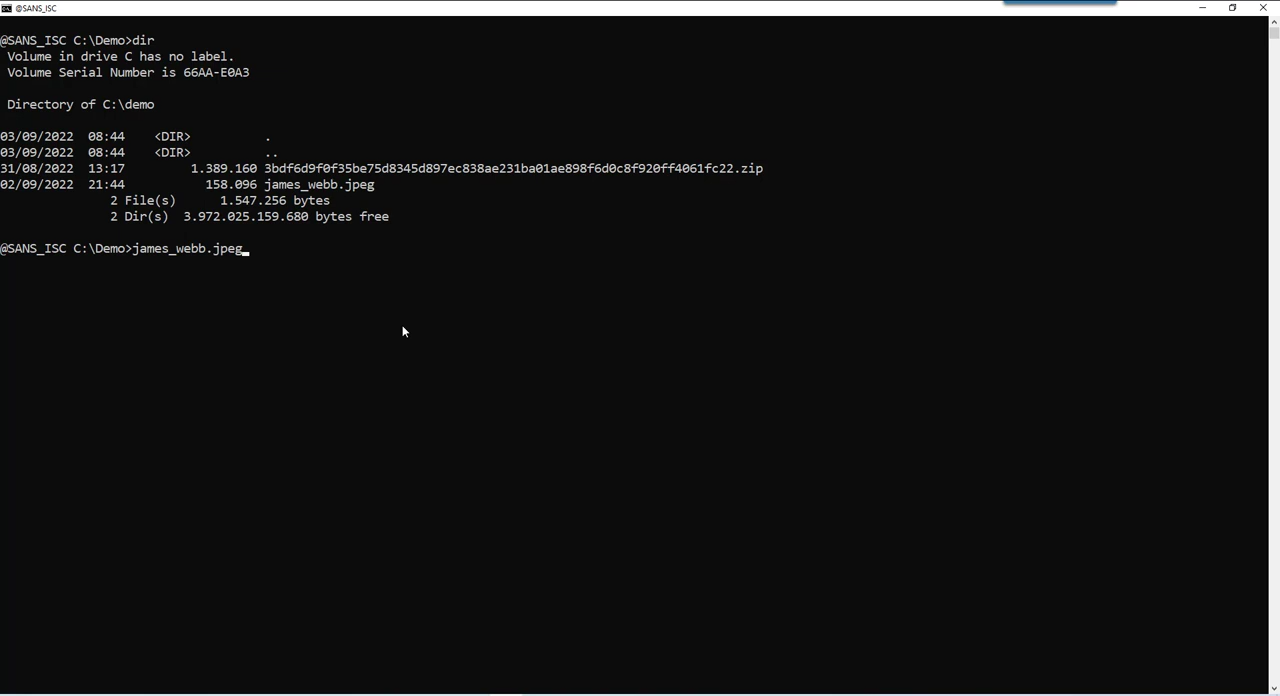 @SANS_ISC
@SANS_ISC C:\Demo>dir
Volume in drive C has no label.
Volume Serial Number is 66AA-E0A3
Directory of C:\demo
03/09/2022 08:44 <DIR> .
03/09/2022 08:44 <DIR> ..
31/08/2022 13:17 1.389.160 3bdf6d9f0f35be75d8345d897ec838ae231ba01ae898f6d0c8f920ff4061fc22.zip
02/09/2022 21:44 158.096 james_webb.jpeg
2 File(s) 1.547.256 bytes
2 Dir(s) 3.972.025.159.680 bytes free
@SANS_ISC C:\Demo>james_webb.jpeg_